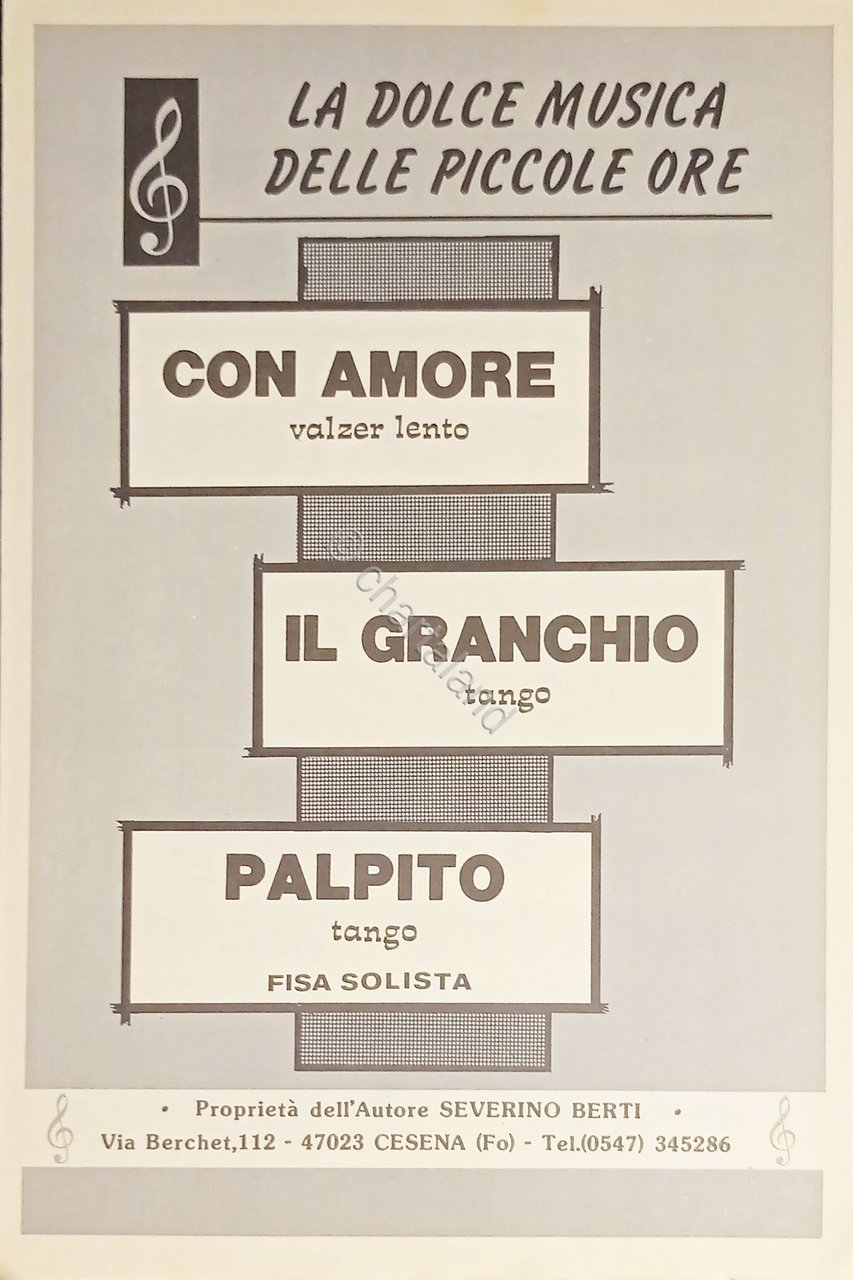 LA DOLCE MUSICA
DELLE PICCOLE ORE
CON AMORE
valzer lento
IL GRANCHIO
tango
PALPITO
tango
FISA SOLISTA
• Proprietà dell'Autore SEVERINO BERTI •
Via Berchet,112 - 47023 CESENA (Fo) - Tel.(0547) 345286
© chartaland